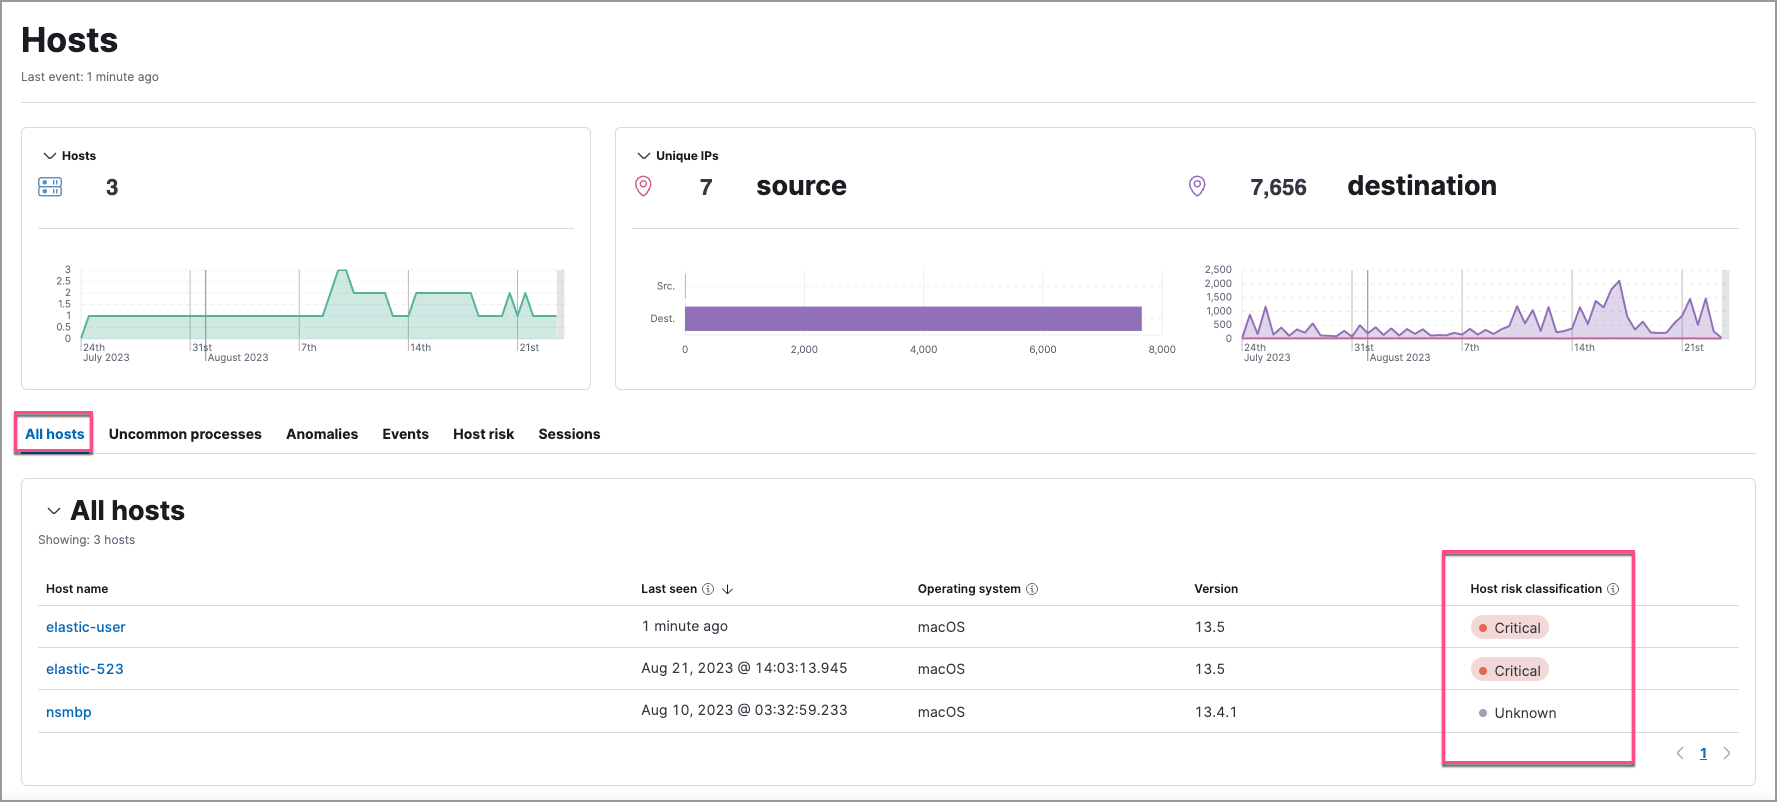 Hosts
Last event: 1 minute ago
Hosts
3
Unique IPs
7 source
7,656 destination
3
2.5
2
1.5
1
0.5
0
24th
July 2023
31st
August 2023
7th
14th
21st
Src.
Dest.
0 2,000 4,000 6,000 8,000
2,500
2,000
1,500
1,000
500
0
24th
July 2023
31st
August 2023
7th
14th
21st
All hosts Uncommon processes Anomalies Events Host risk Sessions
All hosts
Showing: 3 hosts
Host name Last seen Operating system Version Host risk classification
elastic-user 1 minute ago macOS 13.5 Critical
elastic-523 Aug 21, 2023 @ 14:03:13.945 macOS 13.5 Critical
nsmbp Aug 10, 2023 @ 03:32:59.233 macOS 13.4.1 Unknown
1